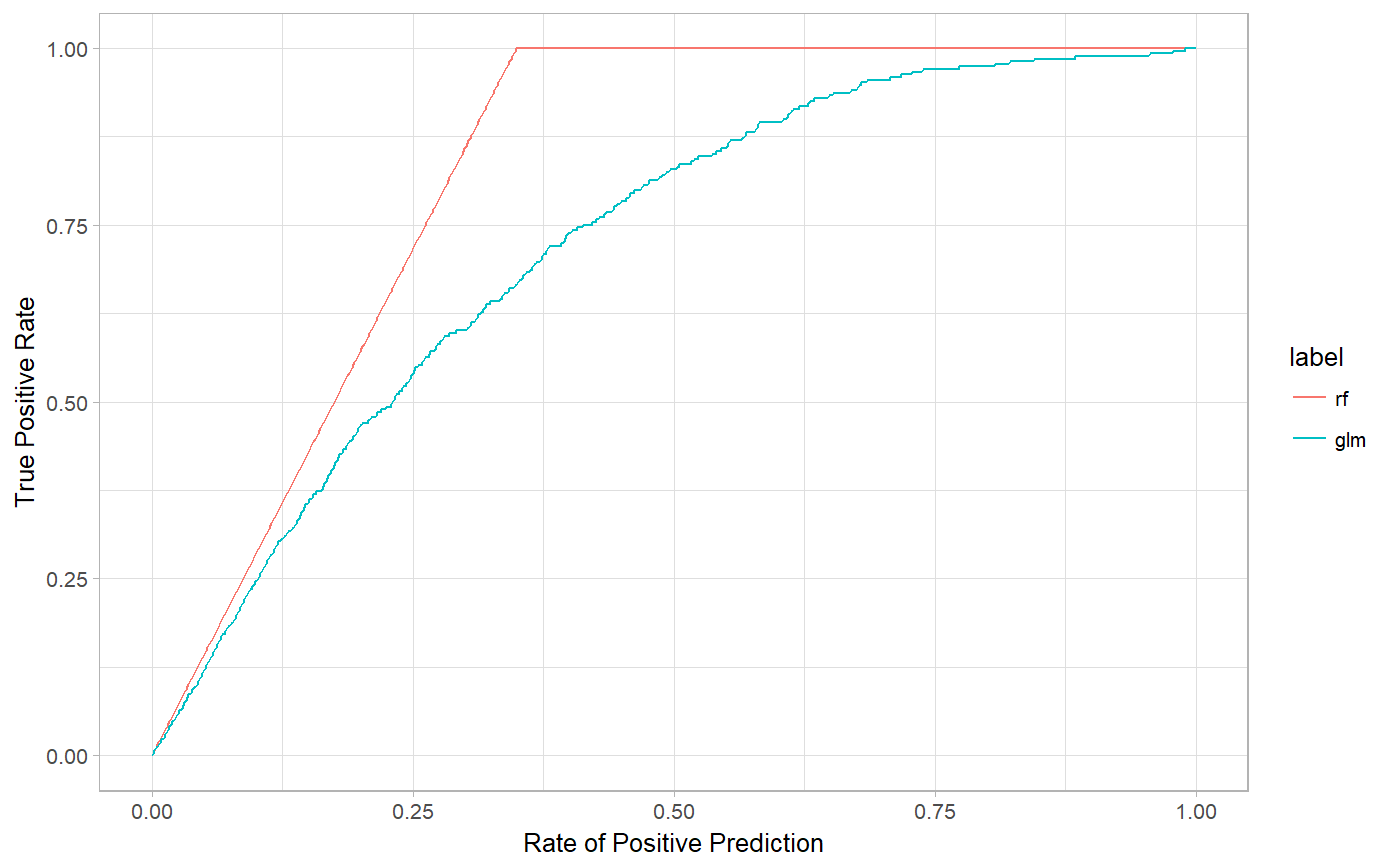 1.00
0.75
0.50
0.25
0.00
True Positive Rate
0.00 0.25 0.50 0.75 1.00
Rate of Positive Prediction
label
rf
glm